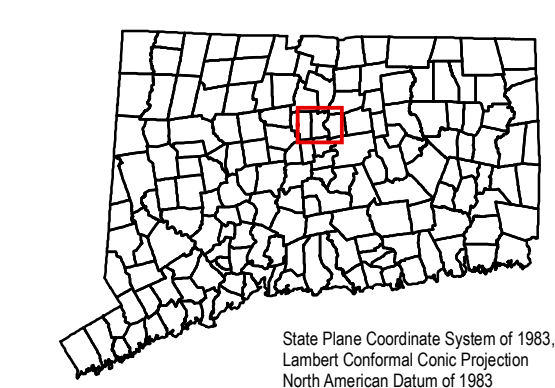 State Plane Coordinate System of 1983,
Lambert Conformal Conic Projection
North American Datum of 1983